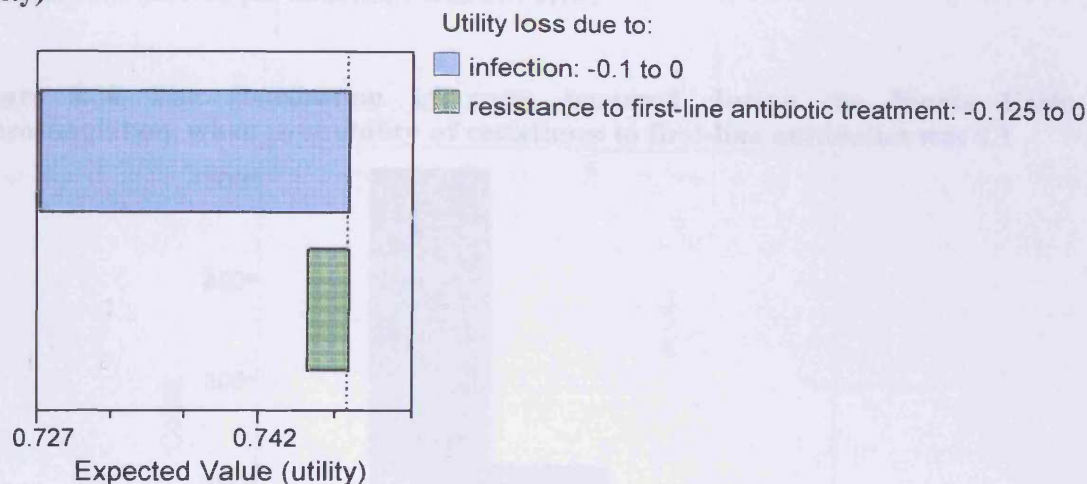 Utility loss due to:
infection: -0.1 to 0
resistance to first-line antibiotic treatment: -0.125 to 0
0.727
0.742
Expected Value (utility)